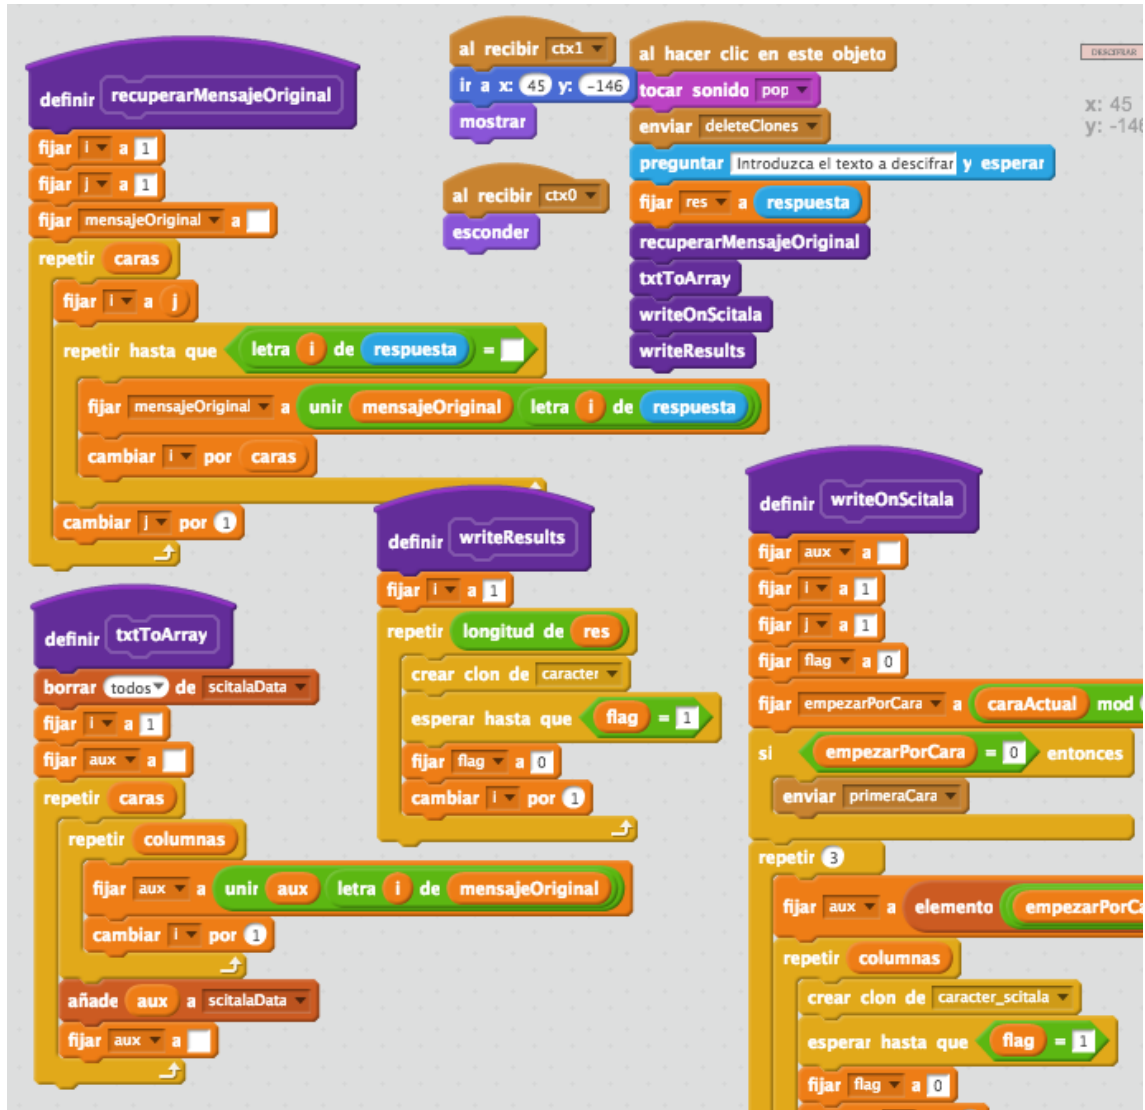 definir recuperarMensajeOriginal
fijar i a 1
fijar j a 1
fijar mensajeOriginal a
repetir caras
fijar i a j
repetir hasta que letra i de respuesta =
fijar mensajeOriginal a unir mensajeOriginal letra i de respuesta
cambiar i por caras
cambiar j por 1
al recibir ctx1
ir a x: 45 y: -146
mostrar
al recibir ctx0
esconder
al hacer clic en este objeto
tocar sonido pop
enviar deleteClones
preguntar Introduzca el texto a descifrar y esperar
fijar res a respuesta
recuperarMensajeOriginal
txtToArray
writeOnScitala
writeResults
DESCIFRAR
x: 45
y: -146
definir txtToArray
borrar todos de scitalaData
fijar i a 1
fijar aux a
repetir caras
repetir columnas
fijar aux a unir aux letra i de mensajeOriginal
cambiar i por 1
añade aux a scitalaData
fijar aux a
definir writeResults
fijar i a 1
repetir longitud de res
crear clon de caracter
esperar hasta que flag = 1
fijar flag a 0
cambiar i por 1
definir writeOnScitala
fijar aux a
fijar i a 1
fijar j a 1
fijar flag a 0
fijar empezarPorCara a caraActual mod
si empezarPorCara = 0 entonces
enviar primeraCara
repetir 3
fijar aux a elemento empezarPorCa
repetir columnas
crear clon de caracter_scitala
esperar hasta que flag = 1
fijar flag a 0